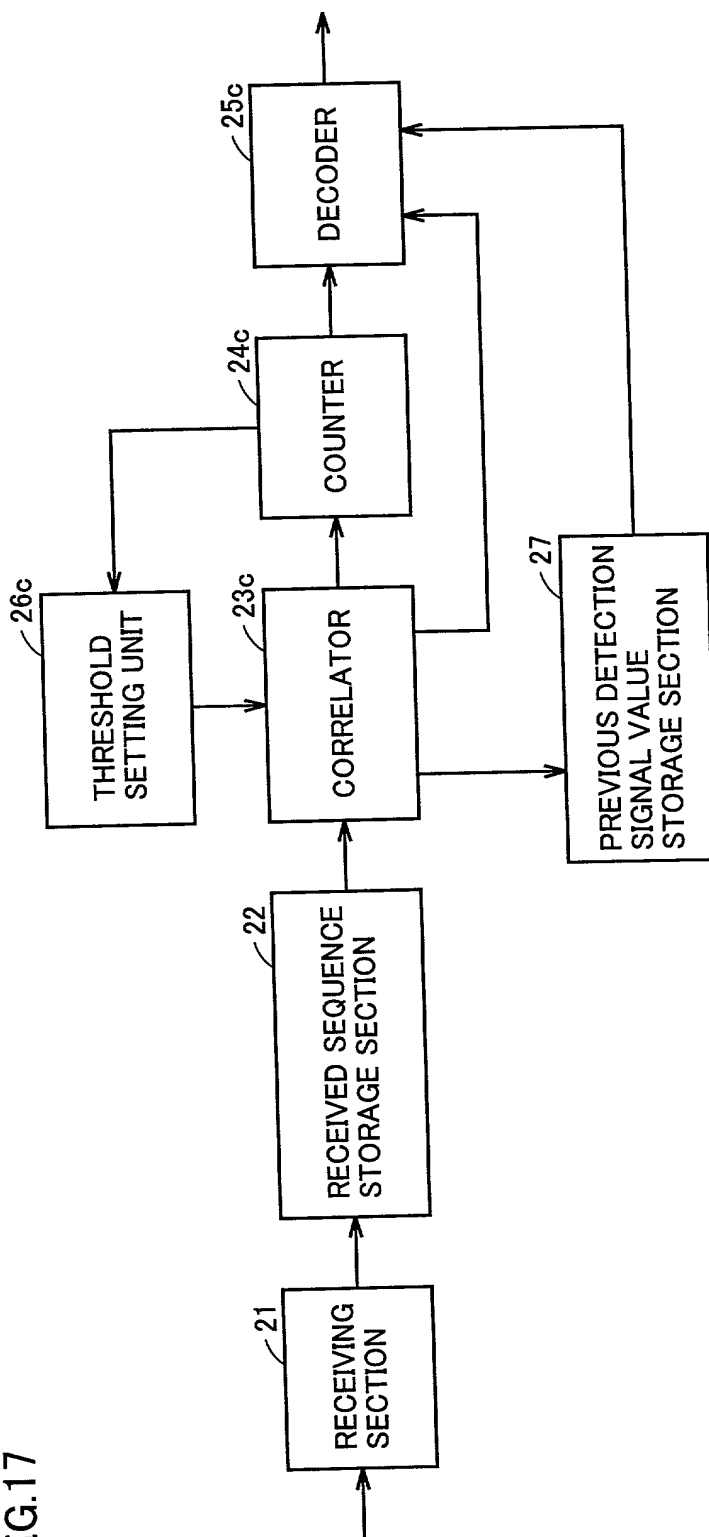 FIG.17
21
RECEIVING
SECTION
22
RECEIVED SEQUENCE
STORAGE SECTION
26c
THRESHOLD
SETTING UNIT
23c
CORRELATOR
24c
COUNTER
25c
DECODER
27
PREVIOUS DETECTION
SIGNAL VALUE
STORAGE SECTION